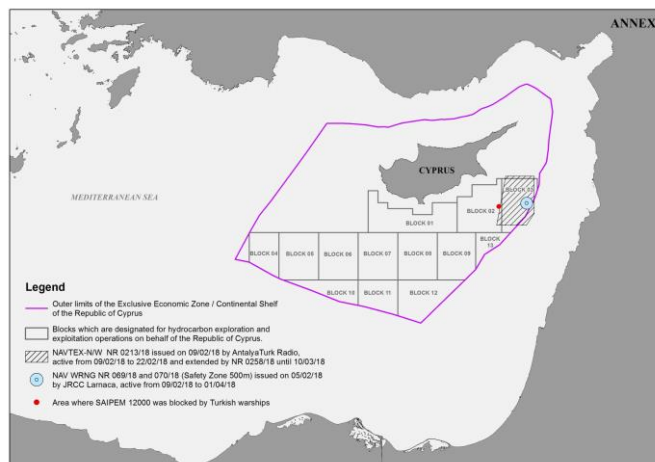 ANNEX
MEDITERRANEAN SEA
CYPRUS
BLOCK 03
BLOCK 02
BLOCK 01
BLOCK 13
BLOCK 04
BLOCK 05
BLOCK 06
BLOCK 07
BLOCK 08
BLOCK 09
BLOCK 10
BLOCK 11
BLOCK 12
Legend
Outer limits of the Exclusive Economic Zone / Continental Shelf
of the Republic of Cyprus
Blocks which are designated for hydrocarbon exploration and
exploitation operations on behalf of the Republic of Cyprus.
NAVTEX-N/W NR 0213/18 issued on 09/02/18 by AntalyaTurk Radio,
active from 09/02/18 to 22/02/18 and extended by NR 0258/18 until 10/03/18
NAV WRNG NR 069/18 and 070/18 (Safety Zone 500m) issued on 05/02/18
by JRCC Larnaca, active from 09/02/18 to 01/04/18
Area where SAIPEM 12000 was blocked by Turkish warships